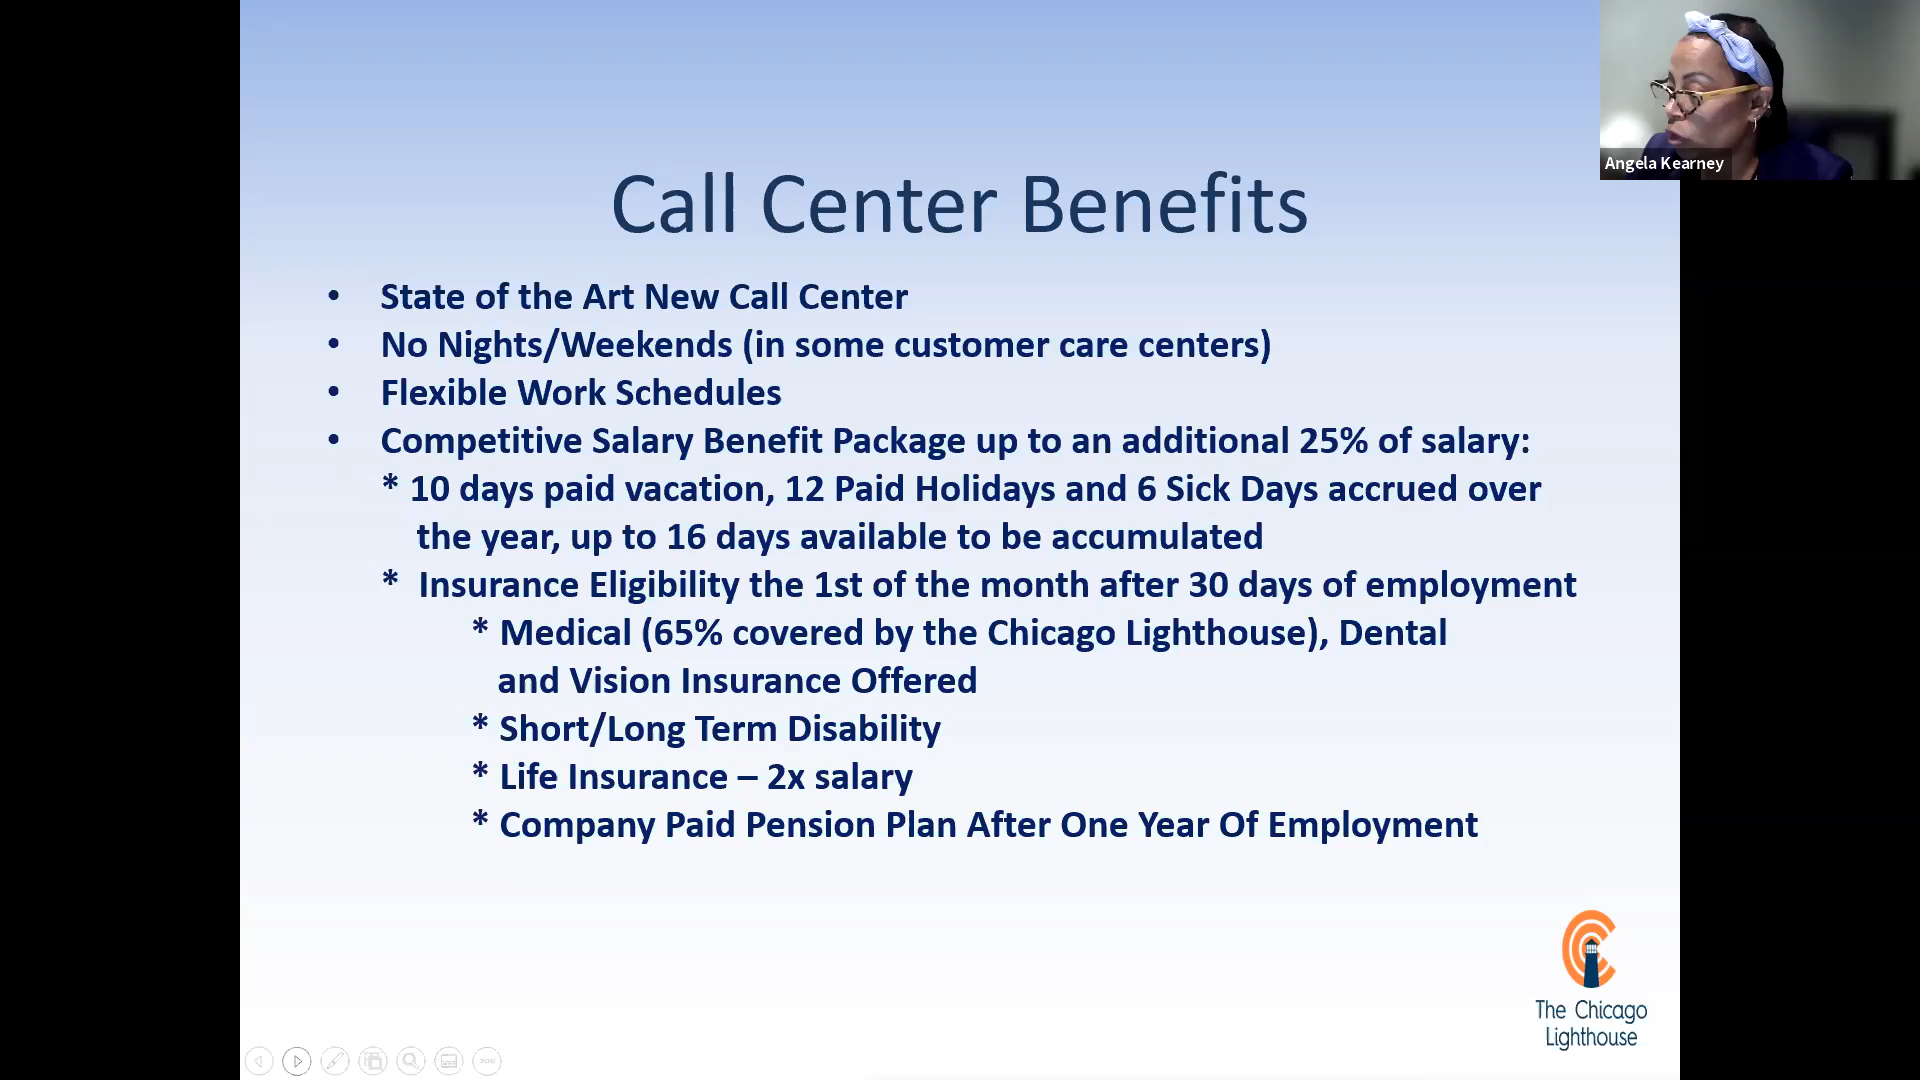 Angela Kearney
Call Center Benefits
• State of the Art New Call Center
• No Nights/Weekends (in some customer care centers)
• Flexible Work Schedules
• Competitive Salary Benefit Package up to an additional 25% of salary:
* 10 days paid vacation, 12 Paid Holidays and 6 Sick Days accrued over
the year, up to 16 days available to be accumulated
* Insurance Eligibility the 1st of the month after 30 days of employment
* Medical (65% covered by the Chicago Lighthouse), Dental
and Vision Insurance Offered
* Short/Long Term Disability
* Life Insurance – 2x salary
* Company Paid Pension Plan After One Year Of Employment
The Chicago
Lighthouse